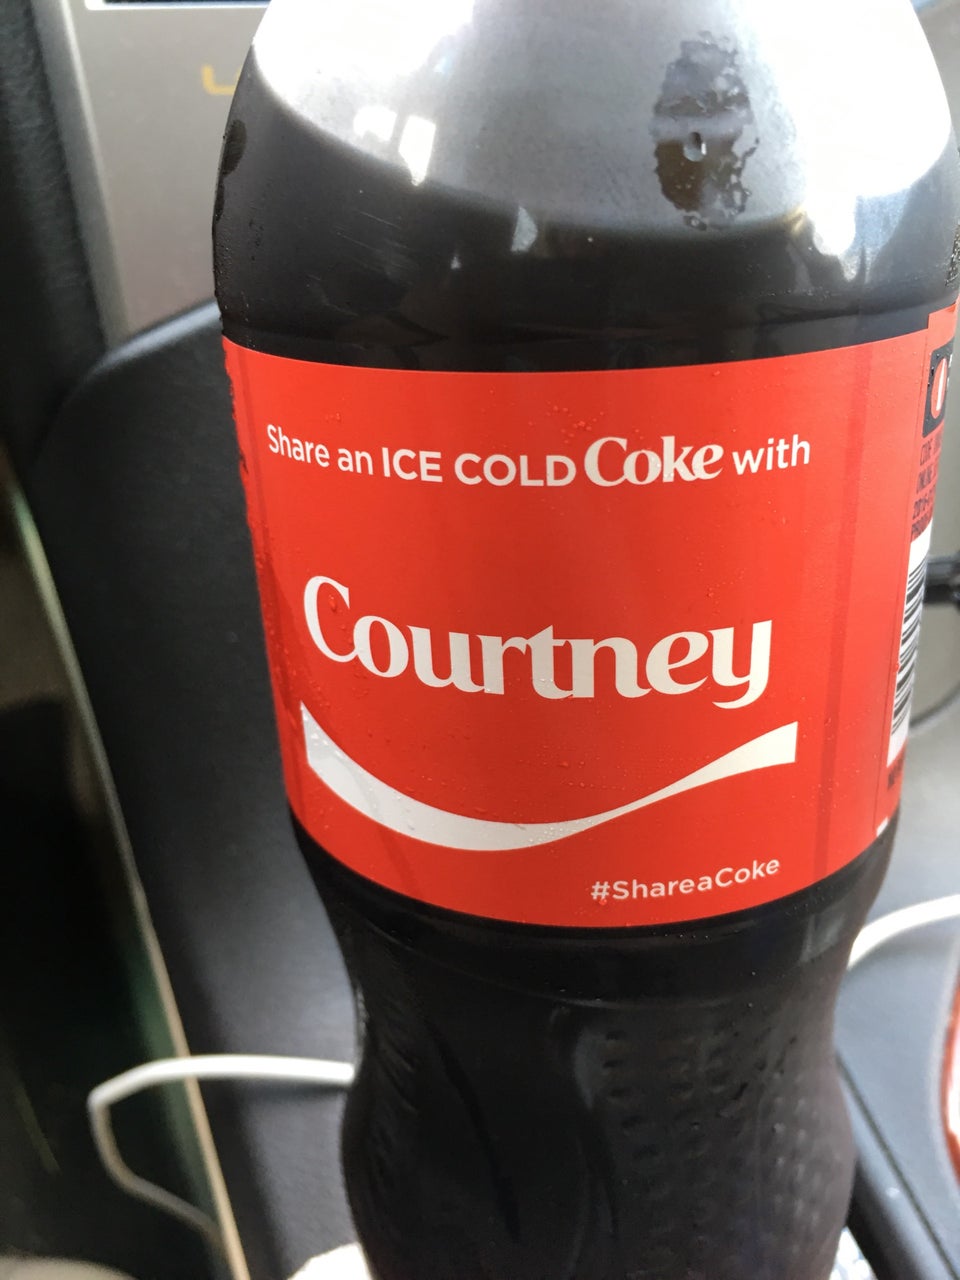 Share an ICE COLD Coke with
Courtney
#ShareaCoke